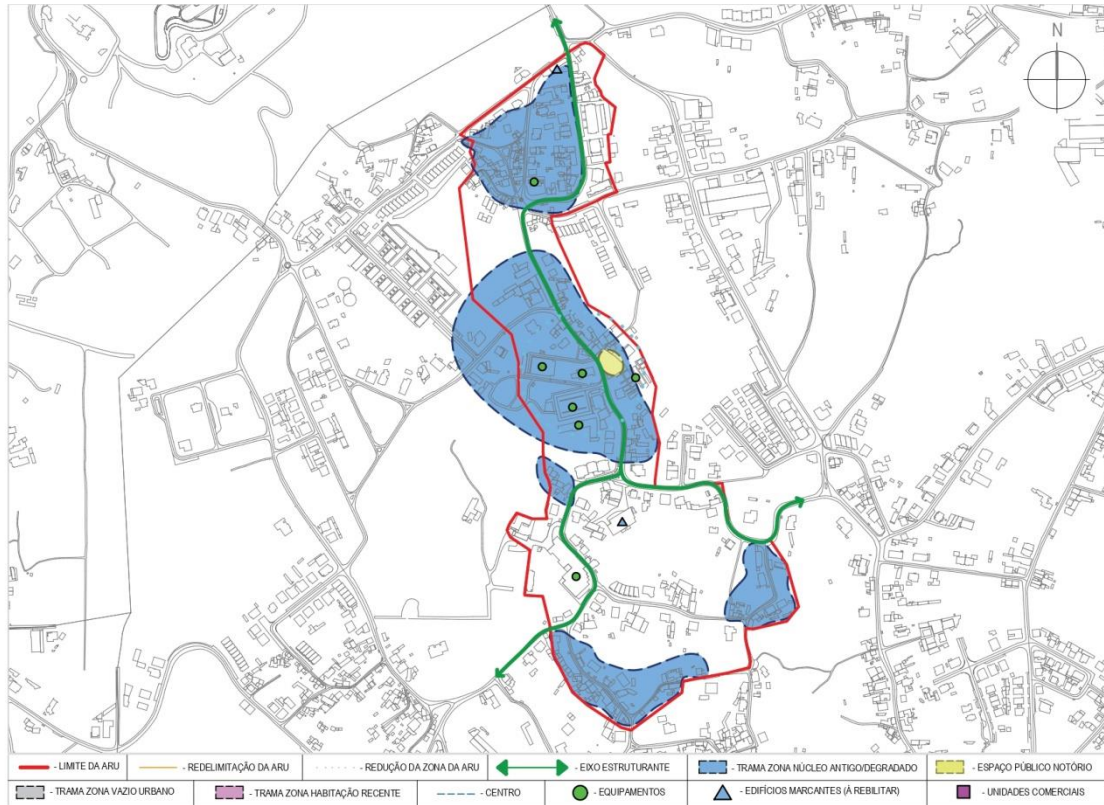 N
- LIMITE DA ARU - REDELIMITAÇÃO DA ARU - REDUÇÃO DA ZONA DA ARU - EIXO ESTRUTURANTE - TRAMA ZONA NÚCLEO ANTIGO/DEGRADADO - ESPAÇO PÚBLICO NOTÓRIO
- TRAMA ZONA VAZIO URBANO - TRAMA ZONA HABITAÇÃO RECENTE - CENTRO - EQUIPAMENTOS - EDIFÍCIOS MARCANTES (À REBILITAR) - UNIDADES COMERCIAIS